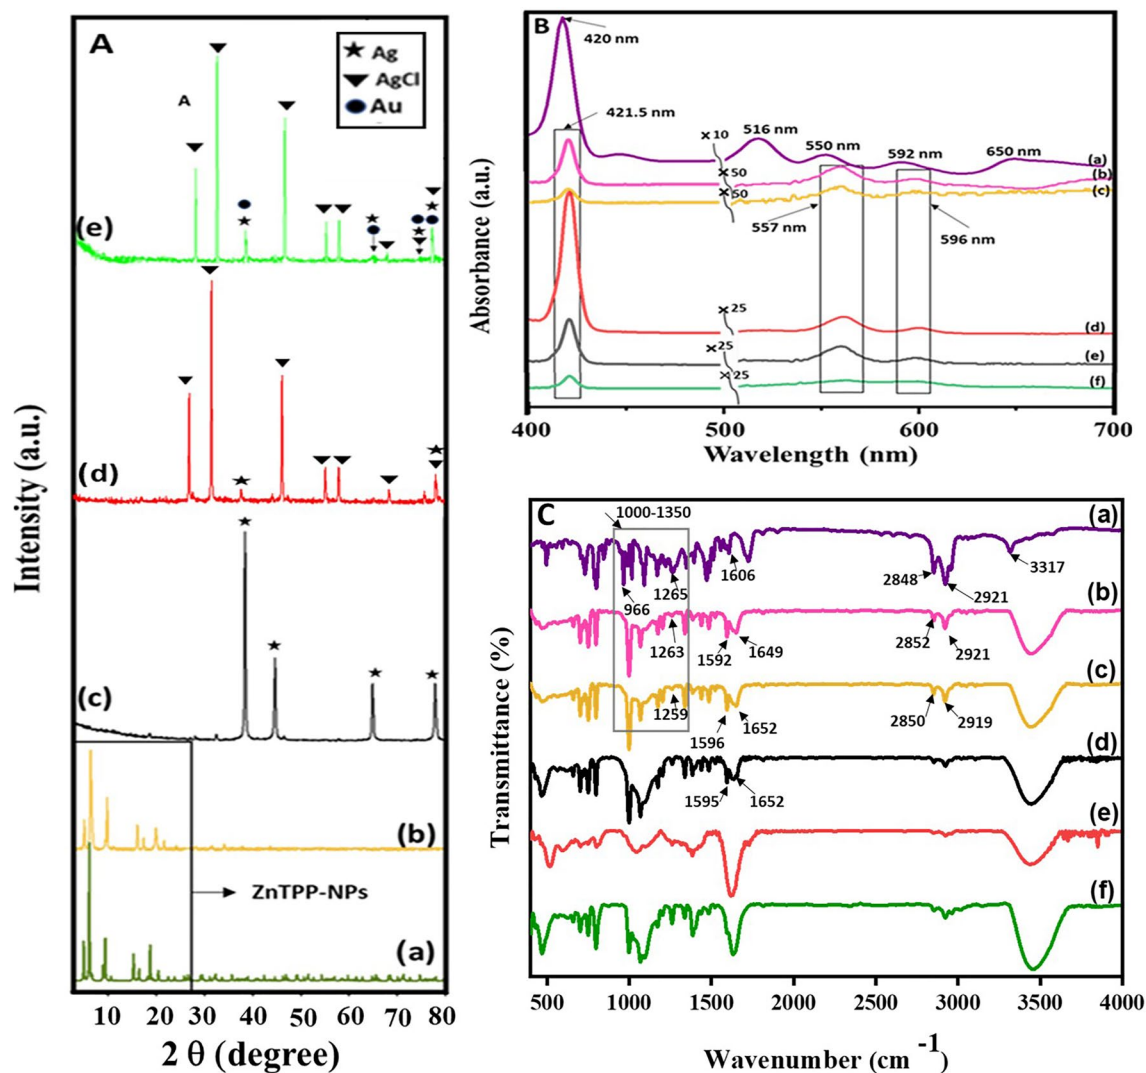 A
Ag
AgCl
Au
A
(e)
(d)
(c)
(b)
ZnTPP-NPs
(a)
10 20 30 40 50 60 70 80
2 θ (degree)
Intensity (a.u.)
B
420 nm
421.5 nm
×10
516 nm
550 nm
592 nm
650 nm
(a)
×50
(b)
×50
(c)
557 nm
596 nm
×25
(d)
×25
(e)
×25
(f)
400 500 600 700
Wavelength (nm)
Absorbance (a.u.)
C
1000-1350
(a)
966
1265
1606
2848
2921
3317
(b)
1263
1592
1649
2852
2921
(c)
1259
1596
1652
2850
2919
(d)
1595
1652
(e)
(f)
500 1000 1500 2000 2500 3000 3500 4000
Wavenumber (cm -1)
Transmittance (%)